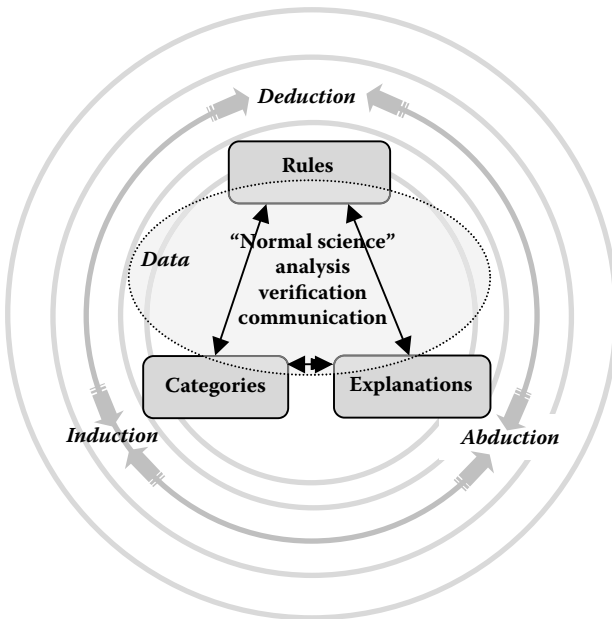 Deduction
Rules
“Normal science”
Data
analysis
verification
communication
Categories
Explanations
Induction
Abduction